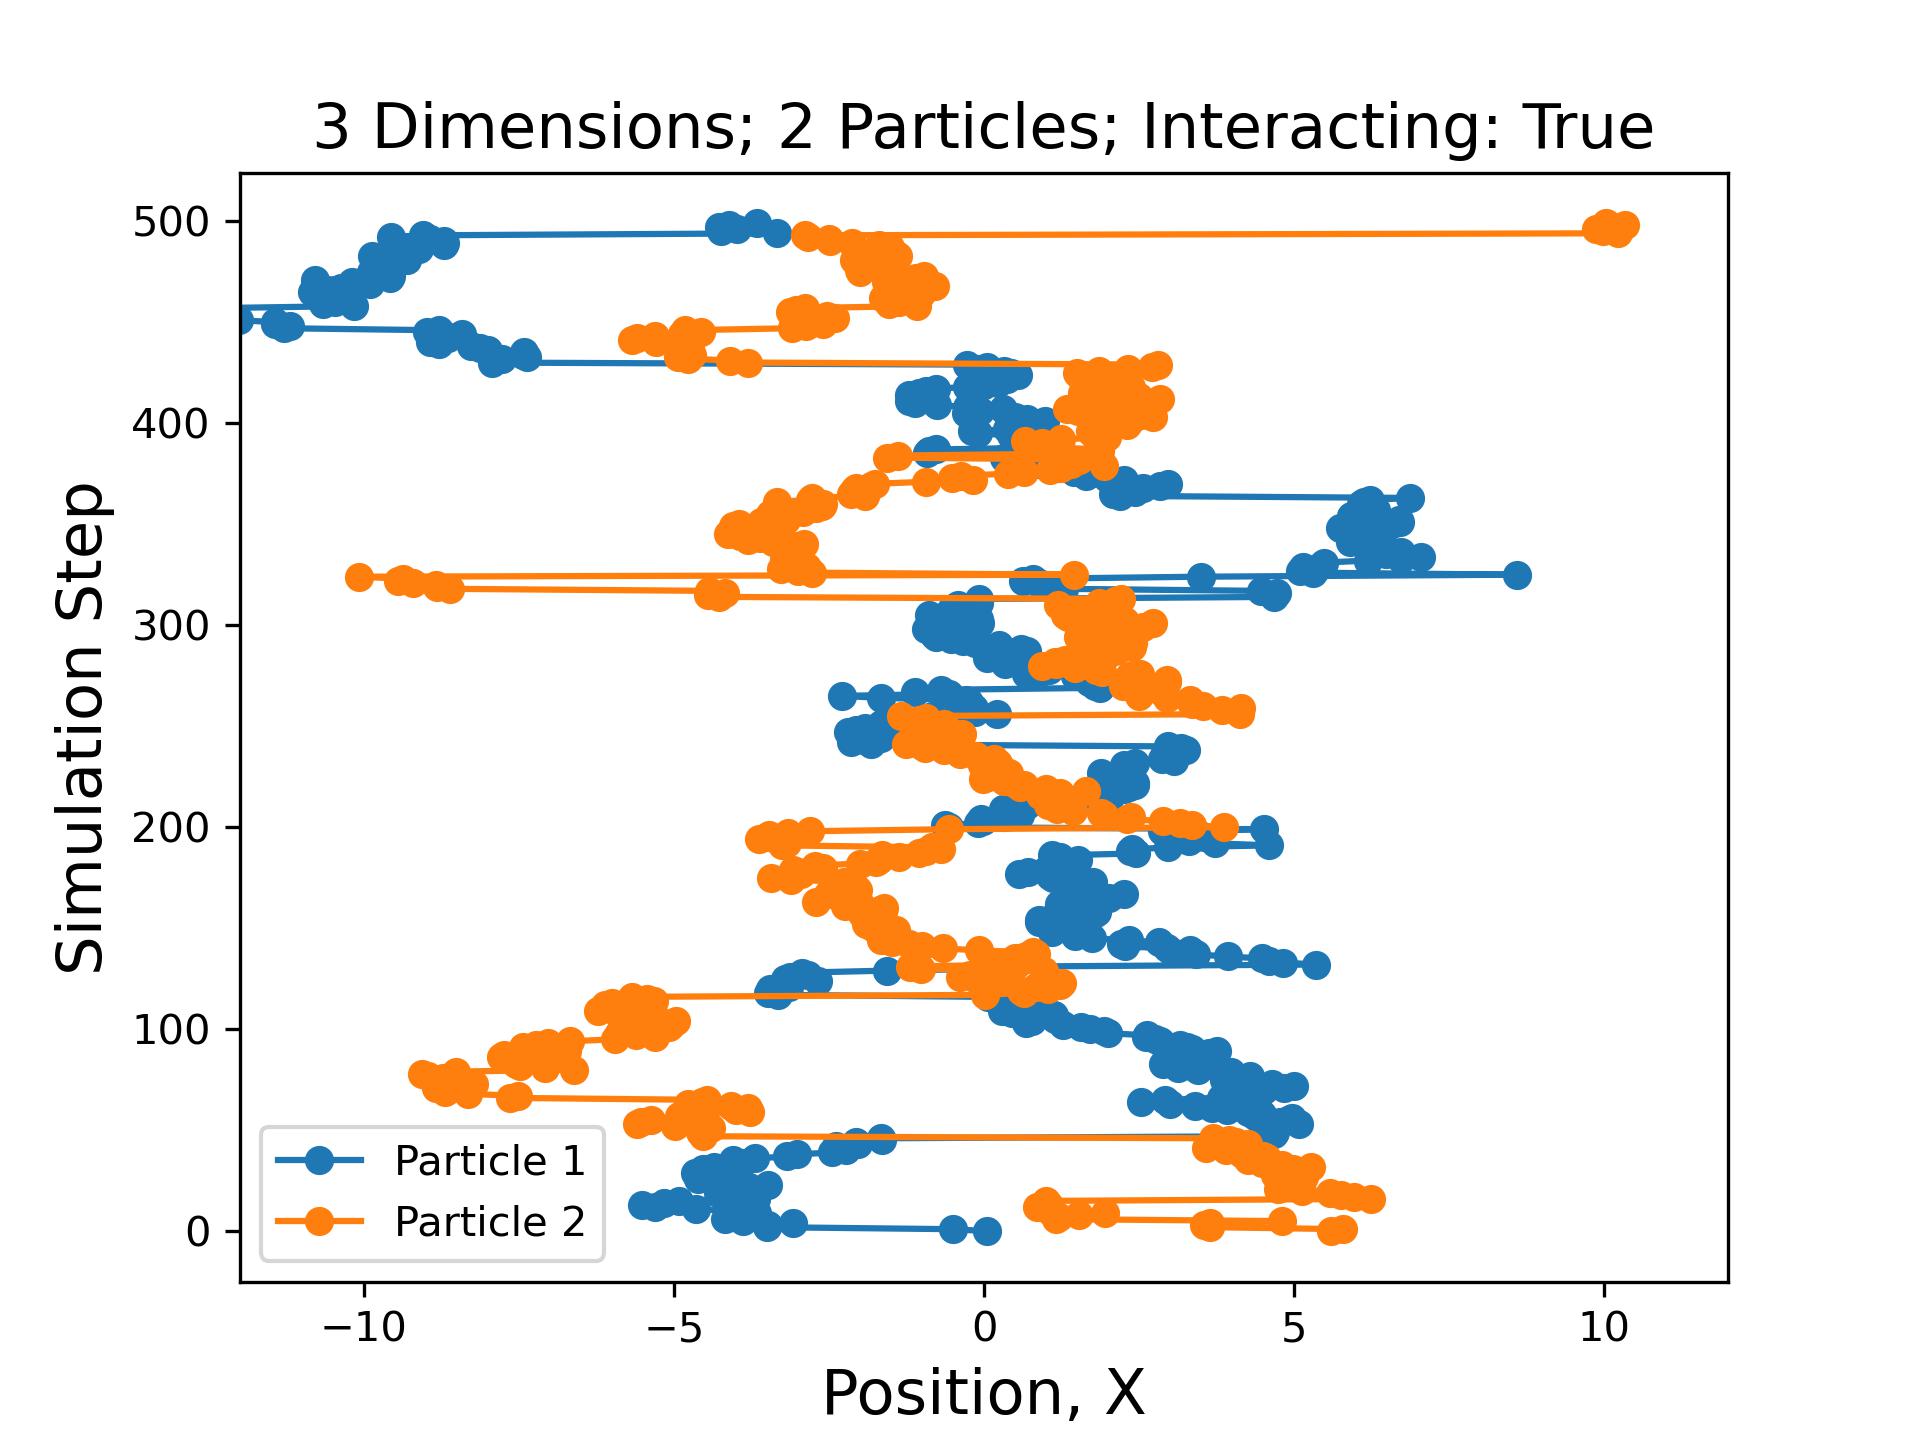 3 Dimensions; 2 Particles; Interacting: True
Simulation Step
500
400
300
200
100
0
Particle 1
Particle 2
−10
−5
0
5
10
Position, X